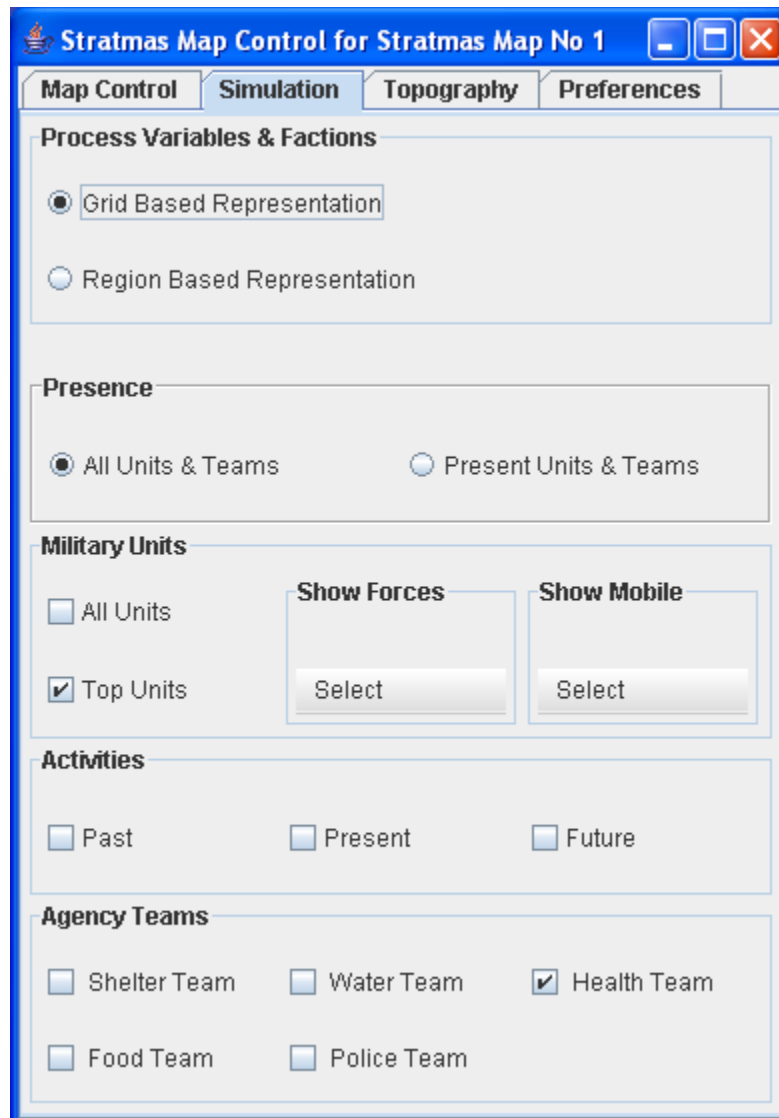 Stratmas Map Control for Stratmas Map No 1
Map Control Simulation Topography Preferences
Process Variables & Factions
Grid Based Representation
Region Based Representation
Presence
All Units & Teams Present Units & Teams
Military Units
All Units
Top Units
Show Forces
Select
Show Mobile
Select
Activities
Past Present Future
Agency Teams
Shelter Team Water Team Health Team
Food Team Police Team